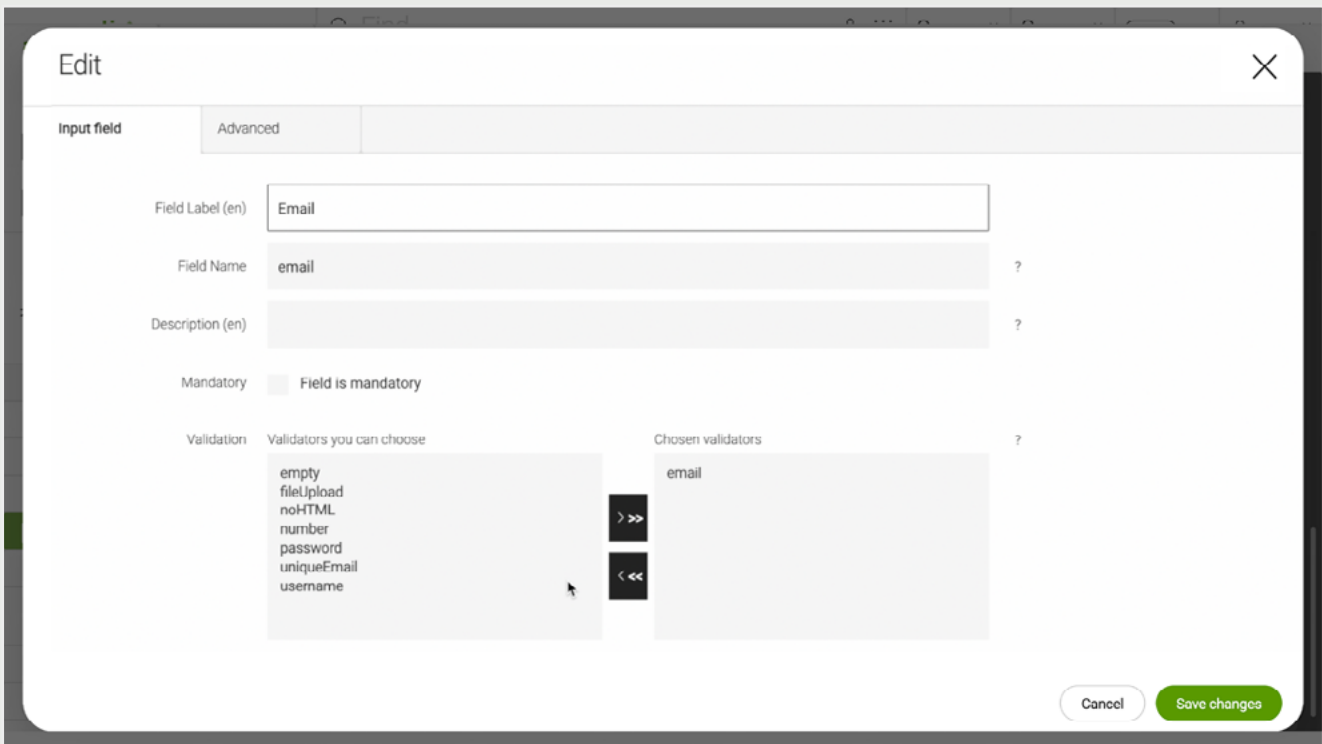 Find
Edit
Input field
Advanced
Field Label (en)
Email
Field Name
email
?
Description (en)
?
Mandatory
Field is mandatory
Validation
Validators you can choose
Chosen validators
?
empty
fileUpload
noHTML
number
password
uniqueEmail
username
email
> >>
< <<
Cancel
Save changes